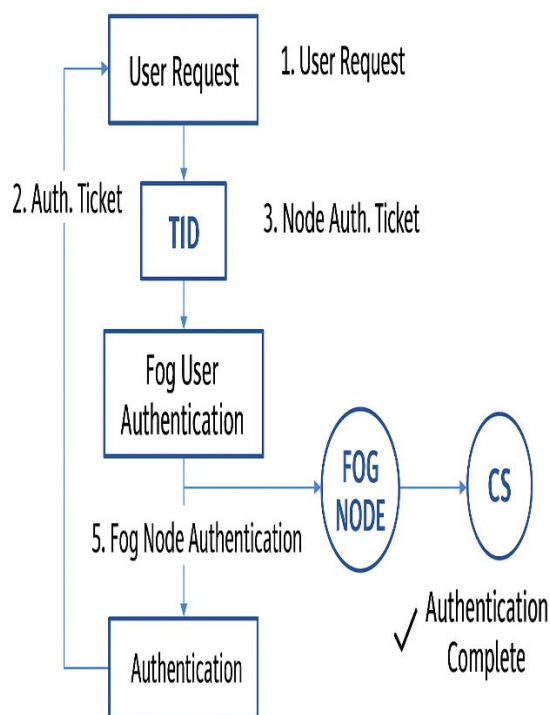 User Request
1. User Request
2. Auth. Ticket
TID
3. Node Auth. Ticket
Fog User
Authentication
FOG
NODE
CS
5. Fog Node Authentication
Authentication
✓ Authentication
Complete